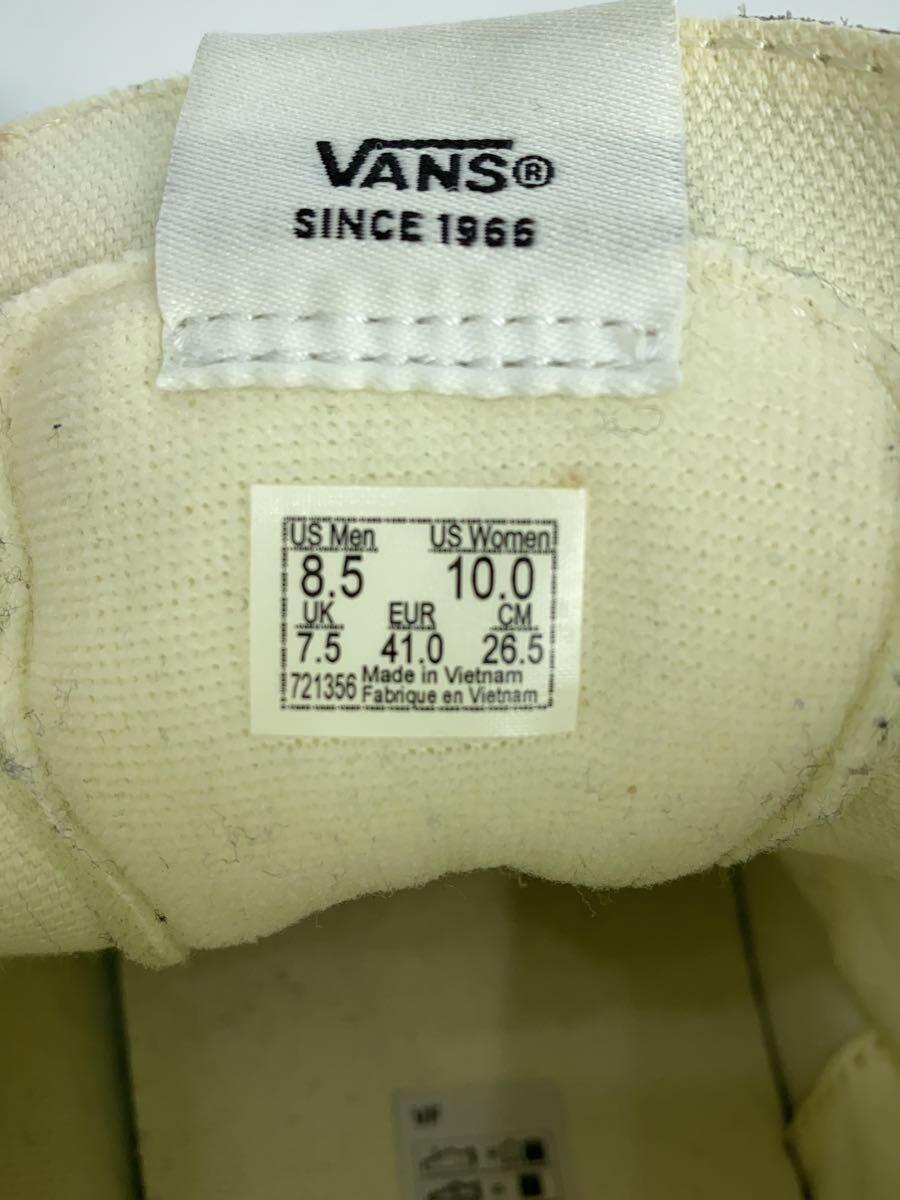 VANS®
SINCE 1966
US Men US Women
8.5 10.0
UK EUR CM
7.5 41.0 26.5
721356 Made in Vietnam
Fabrique en Vietnam